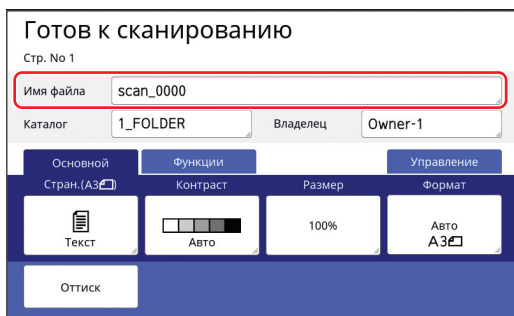 Готов к сканированию
Стр. No 1
Имя файла scan_0000
Каталог 1_FOLDER Владелец Owner-1
Основной Функции Управление
Стран.(A3) Контраст Размер Формат
Текст Авто 100% Авто
A3
Оттиск